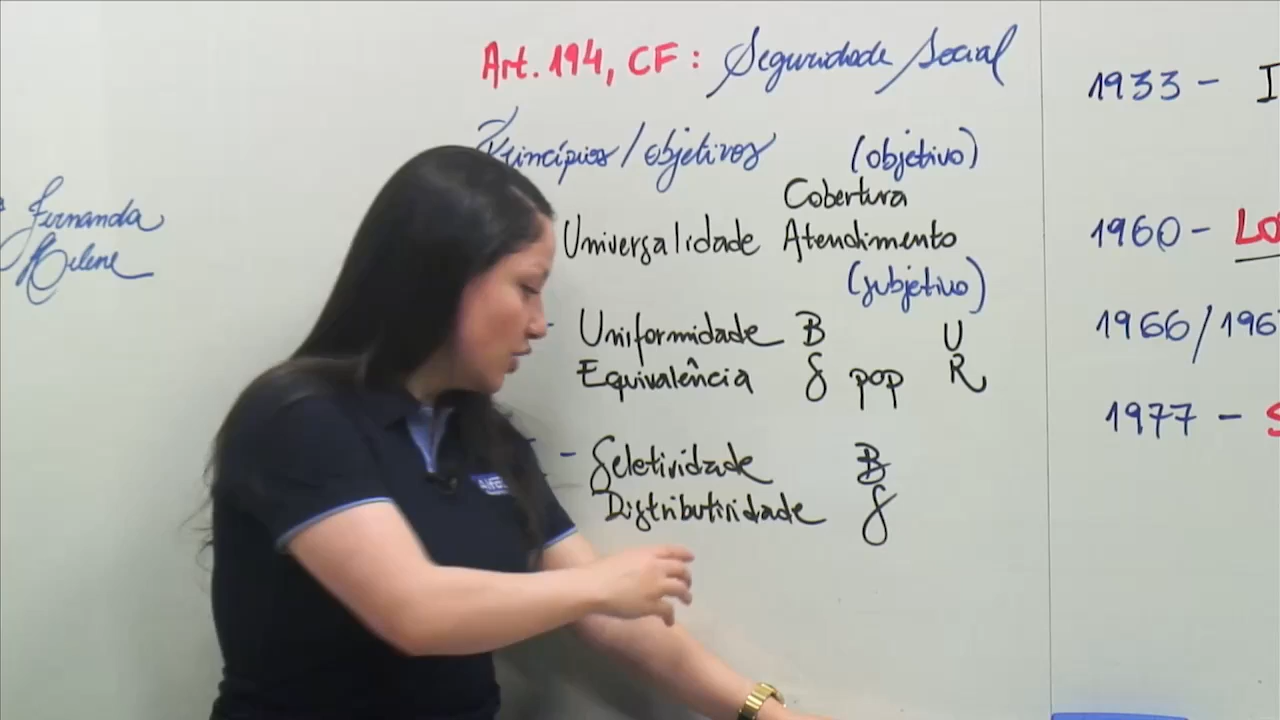 Art. 194, CF: Seguridade Social
Princípios/objetivos (objetivo)
Cobertura
Universalidade Atendimento
(subjetivo)
- Uniformidade B U
Equivalência S pop R
- Seletividade B
Distributividade S
Fernanda
Helene
1933 - I
1960 - LO
1966/196
1977 - S